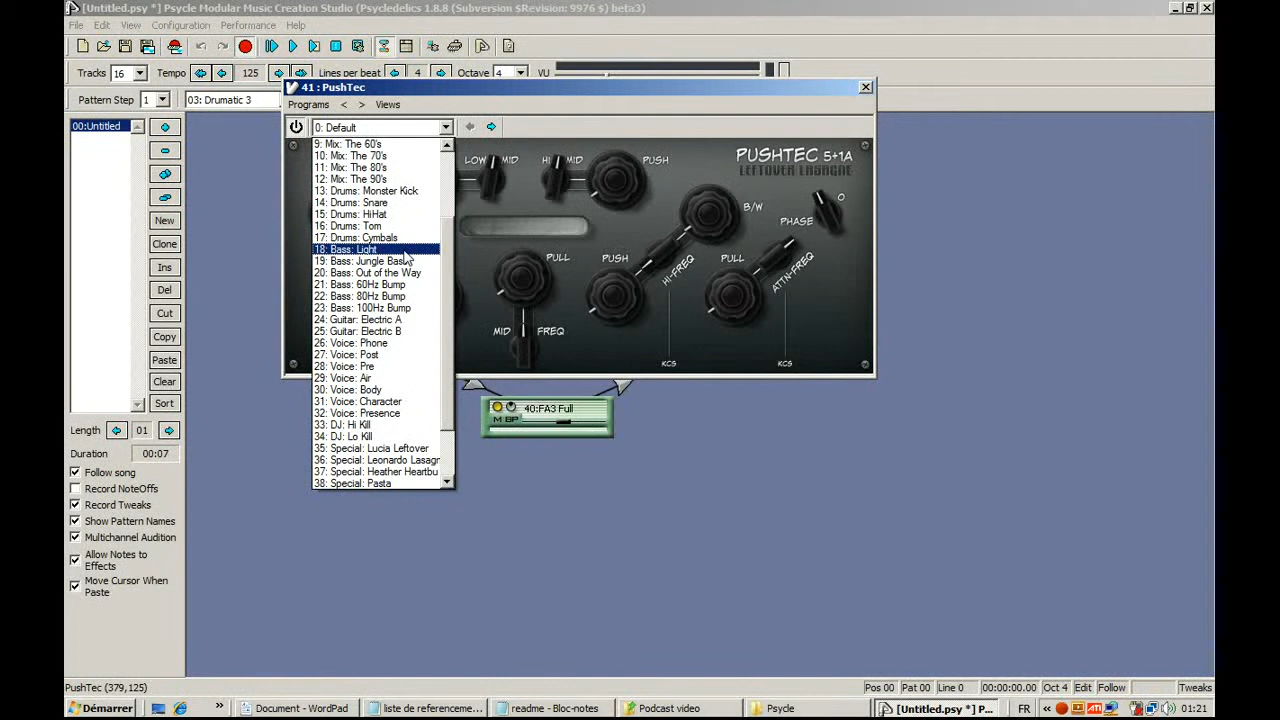 [Untitled.psy *] Psycle Modular Music Creation Studio (Psycledelics 1.8.8 (Subversion $Revision: 9976 $) beta3)
File Edit View Configuration Performance Help
Tracks 16 Tempo 125 Lines per beat 4 Octave 4 VU
Pattern Step 1 03: Drumatic 3
41 : PushTec
Programs < > Views
0: Default
00:Untitled
New
Clone
Ins
Del
Cut
Copy
Paste
Clear
Sort
Length 01
Duration 00:07
Follow song
Record NoteOffs
Record Tweaks
Show Pattern Names
Multichannel Audition
Allow Notes to
Effects
Move Cursor When
Paste
9: Mix: The 60's
10: Mix: The 70's
11: Mix: The 80's
12: Mix: The 90's
13: Drums: Monster Kick
14: Drums: Snare
15: Drums: HiHat
16: Drums: Tom
17: Drums: Cymbals
18: Bass: Light
19: Bass: Jungle Bass
20: Bass: Out of the Way
21: Bass: 60Hz Bump
22: Bass: 80Hz Bump
23: Bass: 100Hz Bump
24: Guitar: Electric A
25: Guitar: Electric B
26: Voice: Phone
27: Voice: Post
28: Voice: Pre
29: Voice: Air
30: Voice: Body
31: Voice: Character
32: Voice: Presence
33: DJ: Hi Kill
34: DJ: Lo Kill
35: Special: Lucia Leftover
36: Special: Leonardo Lasagn
37: Special: Heather Heartbu
38: Special: Pasta
LOW MID HI MID PUSH
PUSHTEC 5+1A
LEFTOVER LASAGNE
B/W
PHASE 0
PULL PUSH HI-FREQ PULL ATTN-FREQ
MID FREQ
KCS KCS
40:FA3 Full
M BP
PushTec (379,125)
Pos 00 Pat 00 Line 0 00:00:00.00 Oct 4 Edit Follow Tweaks
Démarrer » Document - WordPad liste de referenceme... readme - Bloc-notes Podcast video Psycle [Untitled.psy *] P... FR « ATI 01:21